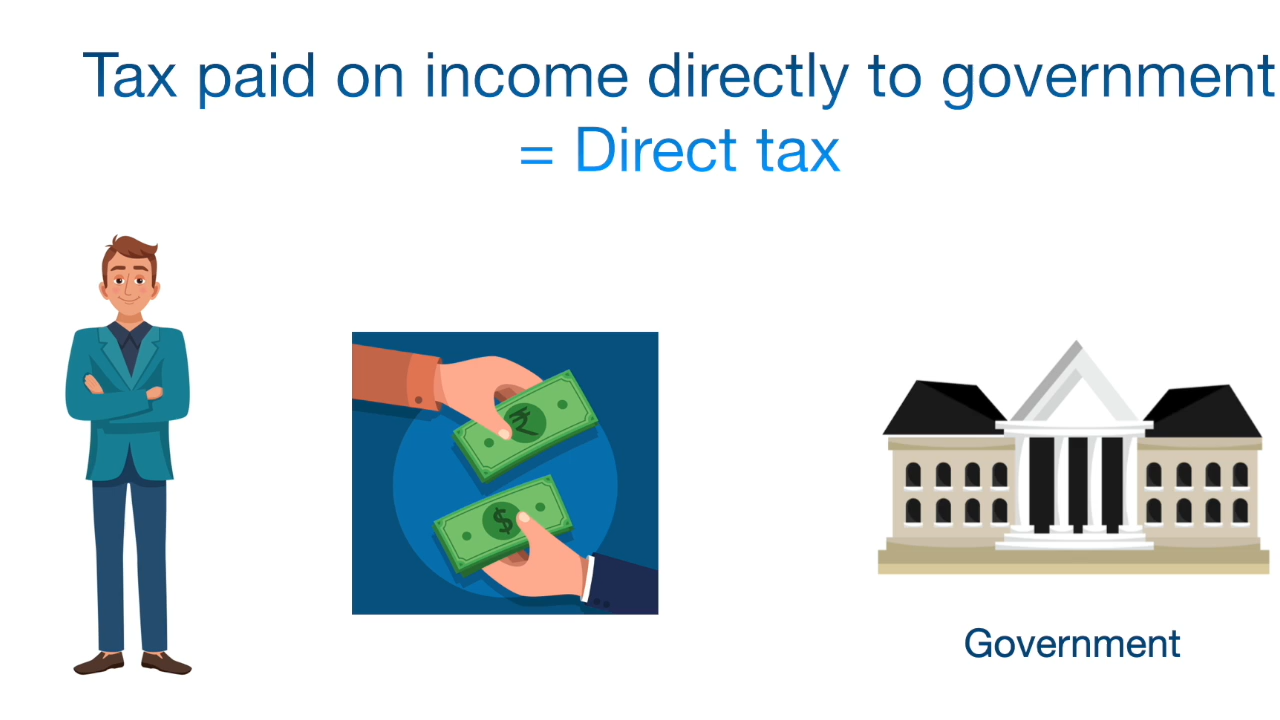 Tax paid on income directly to government
= Direct tax
₹
$
Government